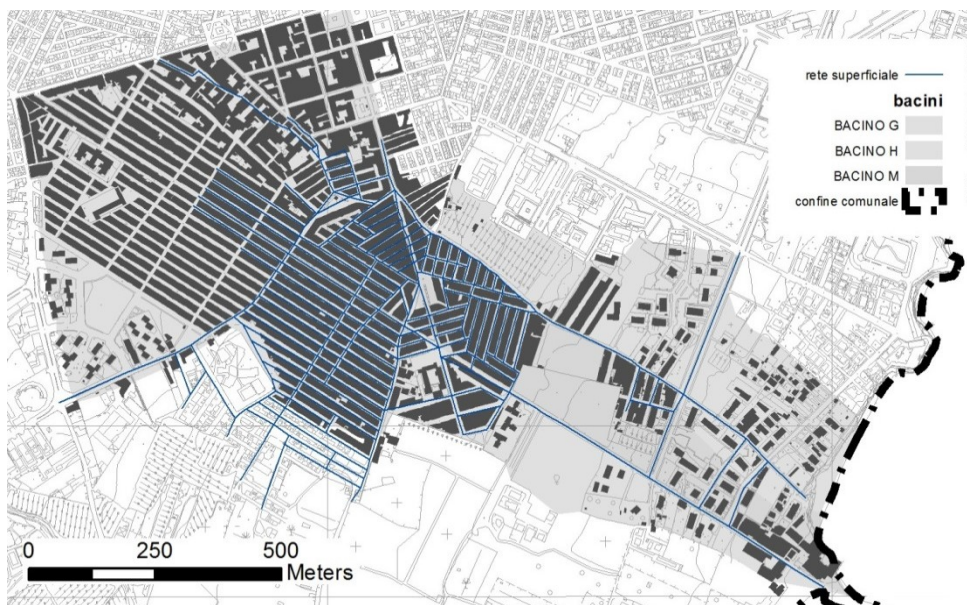 rete superficiale
bacini
BACINO G
BACINO H
BACINO M
confine comunale
0 250 500
Meters